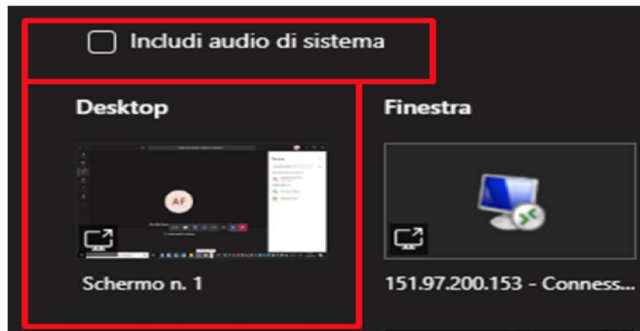 Includi audio di sistema
Desktop
Finestra
AF
Schermo n. 1
151.97.200.153 - Conness...